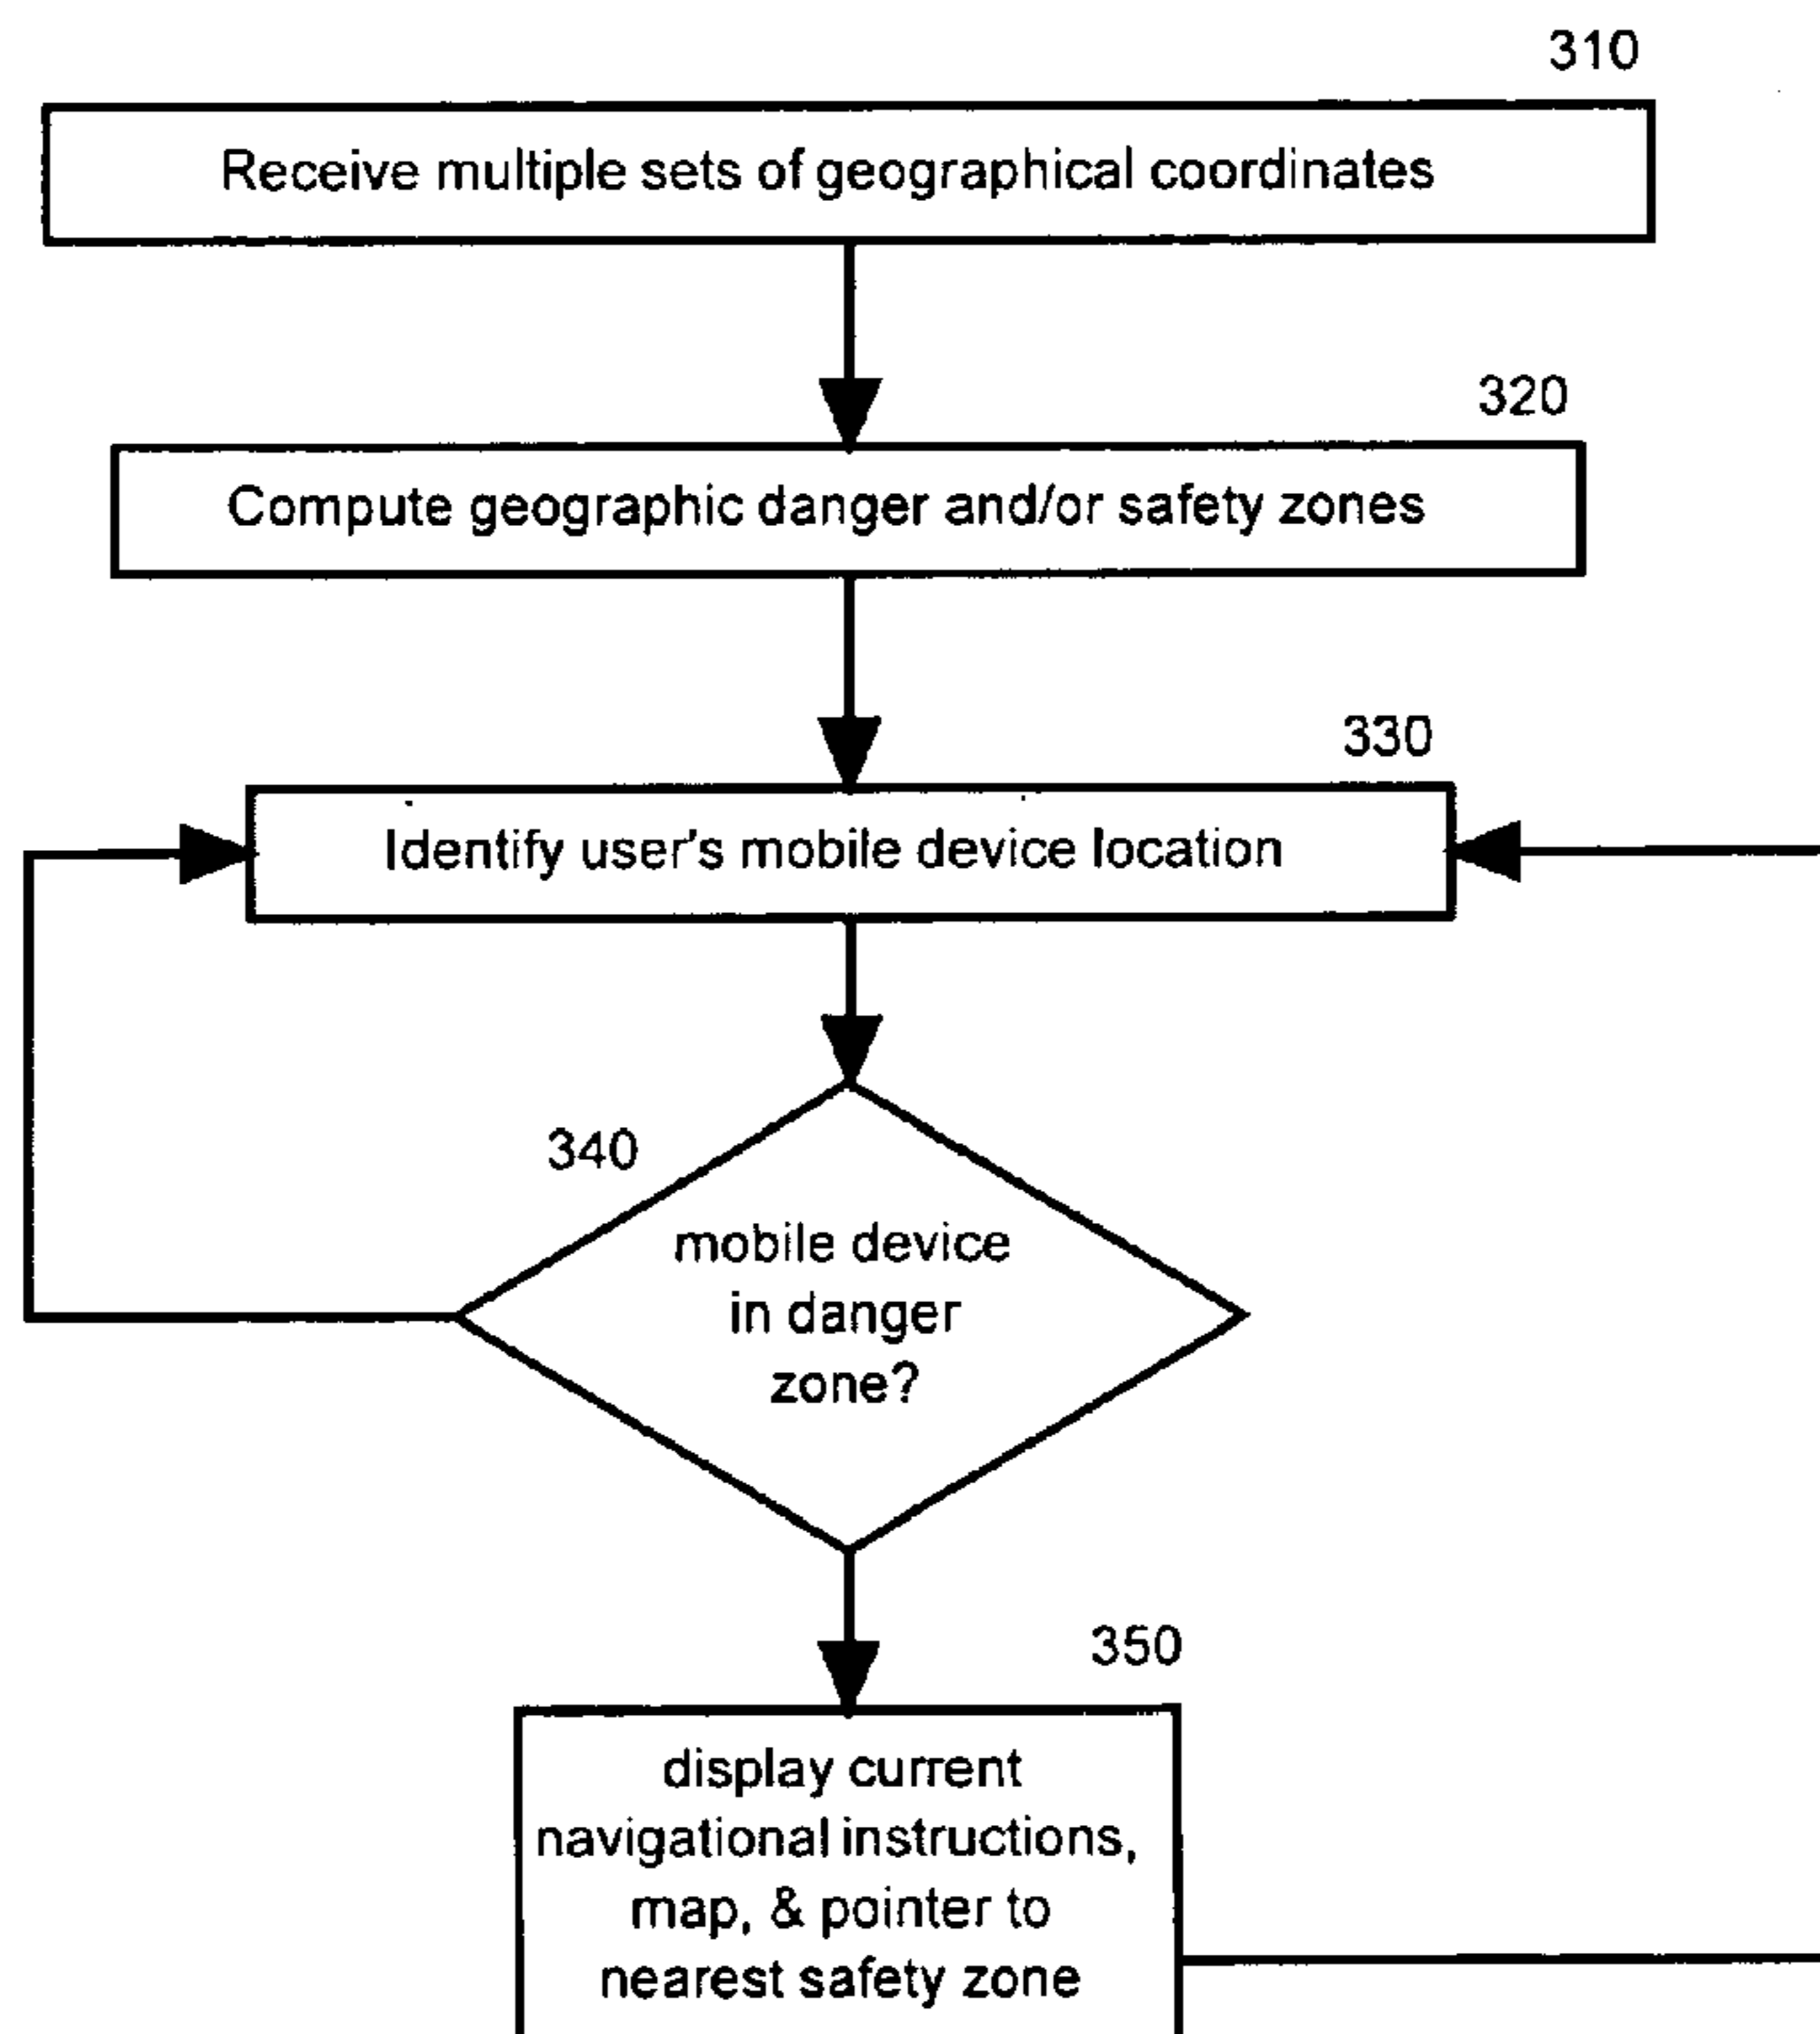 310
Receive multiple sets of geographical coordinates
320
Compute geographic danger and/or safety zones
330
Identify user's mobile device location
340
mobile device
in danger
zone?
350
display current
navigational instructions,
map, & pointer to
nearest safety zone